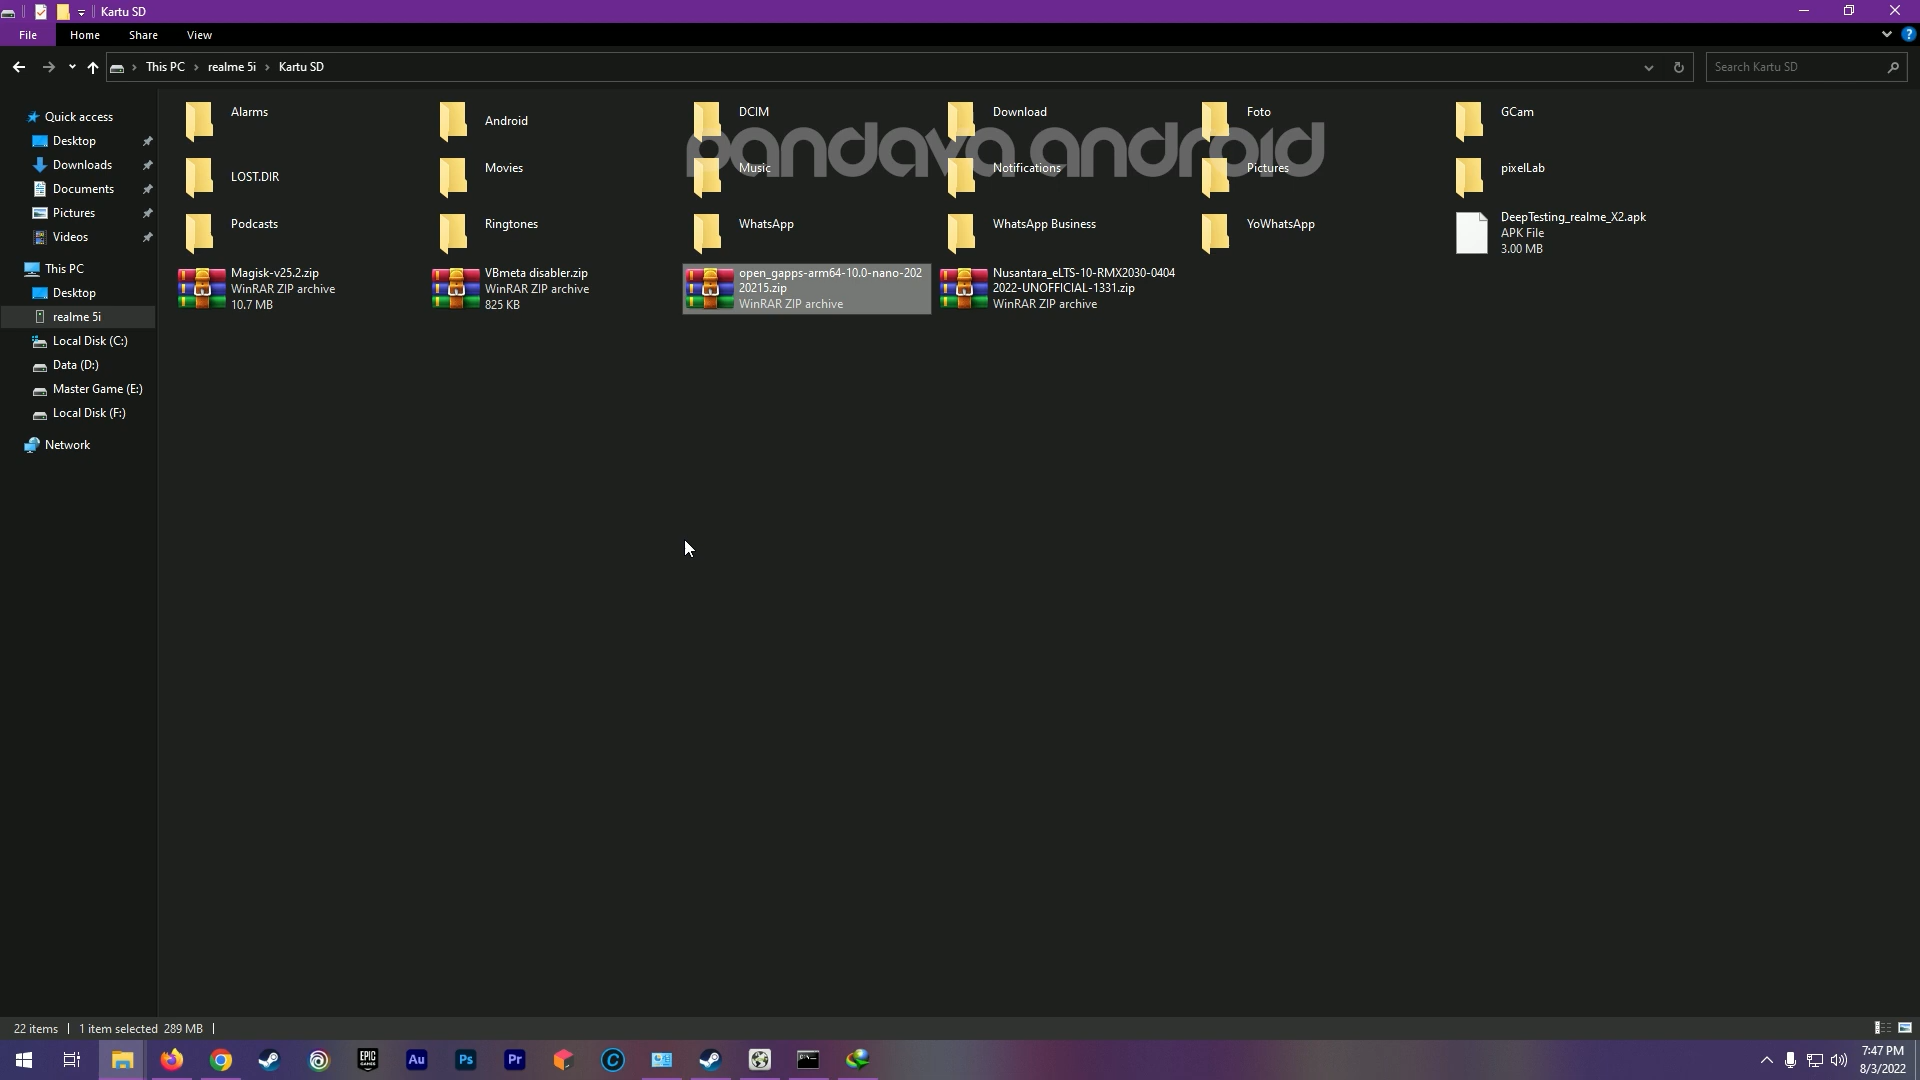 Kartu SD
File Home Share View
This PC realme 5i Kartu SD
Search Kartu SD
Quick access
Desktop
Downloads
Documents
Pictures
Videos
This PC
Desktop
realme 5i
Local Disk (C:)
Data (D:)
Master Game (E:)
Local Disk (F:)
Network
pandava android
Alarms
Android
DCIM
Download
Foto
GCam
LOST.DIR
Movies
Music
Notifications
Pictures
pixelLab
Podcasts
Ringtones
WhatsApp
WhatsApp Business
YoWhatsApp
DeepTesting_realme_X2.apk
APK File
3.00 MB
Magisk-v25.2.zip
WinRAR ZIP archive
10.7 MB
VBmeta disabler.zip
WinRAR ZIP archive
825 KB
open_gapps-arm64-10.0-nano-202
20215.zip
WinRAR ZIP archive
Nusantara_eLTS-10-RMX2030-0404
2022-UNOFFICIAL-1331.zip
WinRAR ZIP archive
22 items 1 item selected 289 MB
EPIC
GAMES
Au Ps Pr
7:47 PM
8/3/2022